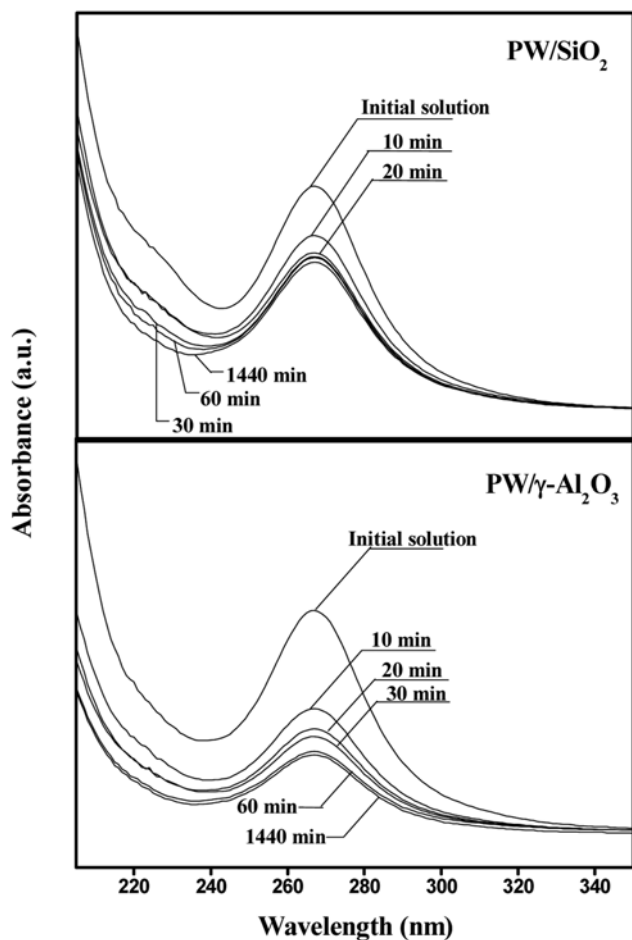 PW/SiO₂
Initial solution
10 min
20 min
1440 min
60 min
30 min
Absorbance (a.u.)
PW/γ-Al₂O₃
Initial solution
10 min
20 min
30 min
60 min
1440 min
220 240 260 280 300 320 340
Wavelength (nm)